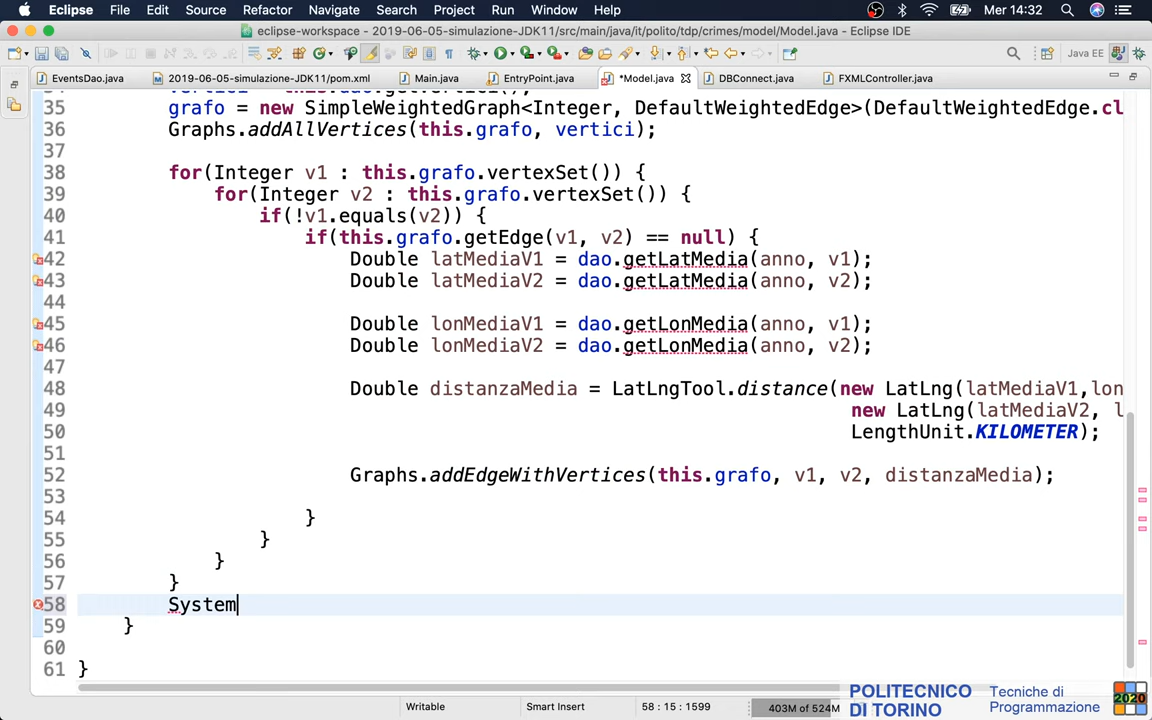 Eclipse File Edit Source Refactor Navigate Search Project Run Window Help Mer 14:32
eclipse-workspace - 2019-06-05-simulazione-JDK11/src/main/java/it/polito/tdp/crimes/model/Model.java - Eclipse IDE
Java EE
EventsDao.java 2019-06-05-simulazione-JDK11/pom.xml Main.java EntryPoint.java *Model.java DBConnect.java FXMLController.java
35 grafo = new SimpleWeightedGraph<Integer, DefaultWeightedEdge>(DefaultWeightedEdge.cl
36 Graphs.addAllVertices(this.grafo, vertici);
37
38 for(Integer v1 : this.grafo.vertexSet()) {
39 for(Integer v2 : this.grafo.vertexSet()) {
40 if(!v1.equals(v2)) {
41 if(this.grafo.getEdge(v1, v2) == null) {
42 Double latMediaV1 = dao.getLatMedia(anno, v1);
43 Double latMediaV2 = dao.getLatMedia(anno, v2);
44
45 Double lonMediaV1 = dao.getLonMedia(anno, v1);
46 Double lonMediaV2 = dao.getLonMedia(anno, v2);
47
48 Double distanzaMedia = LatLngTool.distance(new LatLng(latMediaV1,lon
49 new LatLng(latMediaV2, l
50 LengthUnit.KILOMETER);
51
52 Graphs.addEdgeWithVertices(this.grafo, v1, v2, distanzaMedia);
53
54 }
55 }
56 }
57 }
58 System
59 }
60
61 }
Writable Smart Insert 58 : 15 : 1599 403M of 524M
POLITECNICO DI TORINO
Tecniche di Programmazione
2020